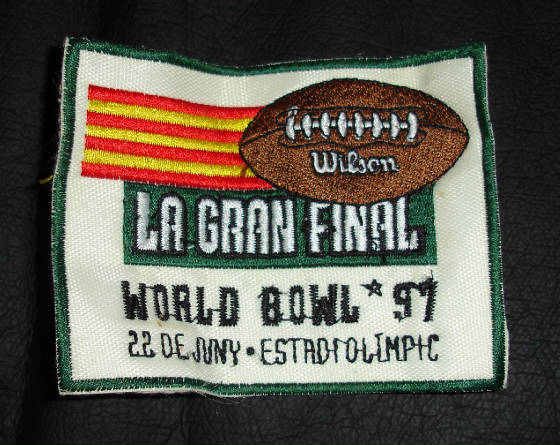 Wilson
LA GRAN FINAL
WORLD BOWL * 97
22 DE JUNY • ESTADI OLIMPIC